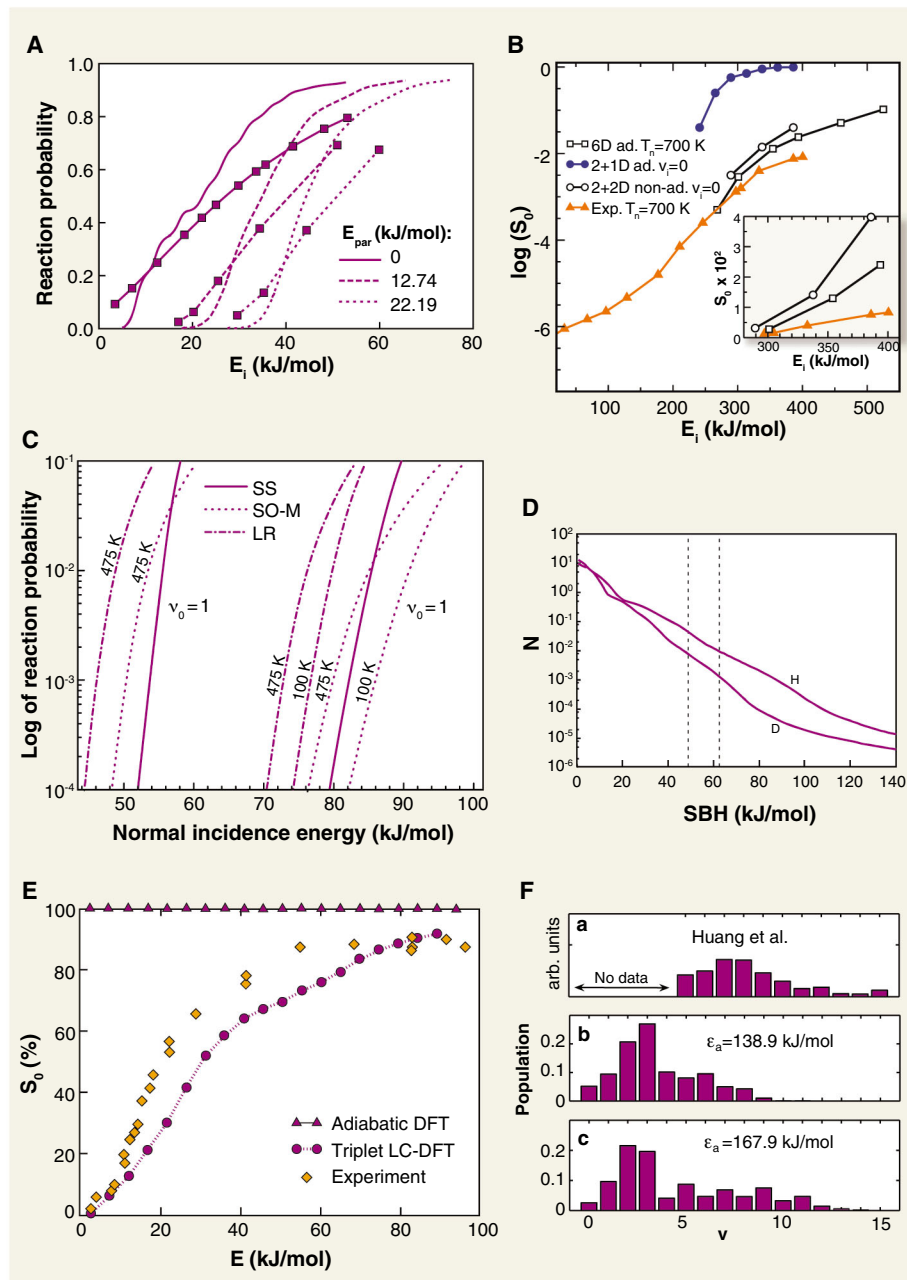 A
Reaction probability
1.0
0.8
0.6
0.4
0.2
0.0
0
20
40
60
80
E_i (kJ/mol)
E_par (kJ/mol):
0
12.74
22.19
B
log (S_0)
0
-2
-4
-6
100
200
300
400
500
E_i (kJ/mol)
6D ad. T_n=700 K
2+1D ad. v_i=0
2+2D non-ad. v_i=0
Exp. T_n=700 K
S_0 x 10^2
4
3
2
1
0
300
350
400
E_i (kJ/mol)
C
Log of reaction probability
10^-1
10^-2
10^-3
10^-4
50
60
70
80
90
100
Normal incidence energy (kJ/mol)
SS
SO-M
LR
475 K
475 K
ν_0=1
475 K
100 K
475 K
100 K
ν_0=1
D
N
10^2
10^1
10^0
10^-1
10^-2
10^-3
10^-4
10^-5
10^-6
0
20
40
60
80
100
120
140
SBH (kJ/mol)
H
D
E
S_0 (%)
100
80
60
40
20
0
0
20
40
60
80
100
E (kJ/mol)
Adiabatic DFT
Triplet LC-DFT
Experiment
F
a
arb. units
Huang et al.
No data
b
Population
0.2
0.1
0
ε_a=138.9 kJ/mol
c
0.2
0.1
0
ε_a=167.9 kJ/mol
0
5
10
15
v